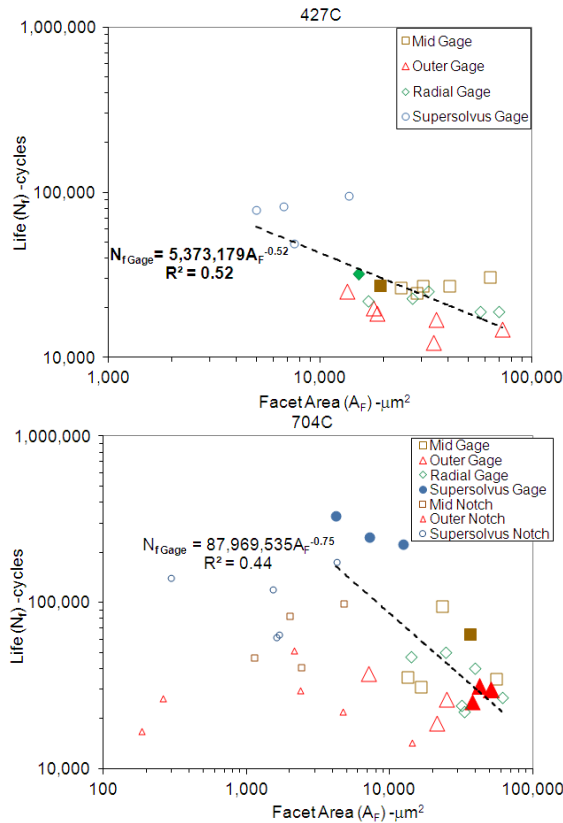 427C
1,000,000
Mid Gage
Outer Gage
Radial Gage
Supersolvus Gage
100,000
Life (Nf) -cycles
Nf Gage= 5,373,179AF-0.52
R² = 0.52
10,000
1,000 10,000 100,000
Facet Area (AF) -µm²
704C
1,000,000
Mid Gage
Outer Gage
Radial Gage
Supersolvus Gage
Mid Notch
Outer Notch
Supersolvus Notch
Nf Gage = 87,969,535AF-0.75
R² = 0.44
100,000
Life (Nf) -cycles
10,000
100 1,000 10,000 100,000
Facet Area (AF) -µm²